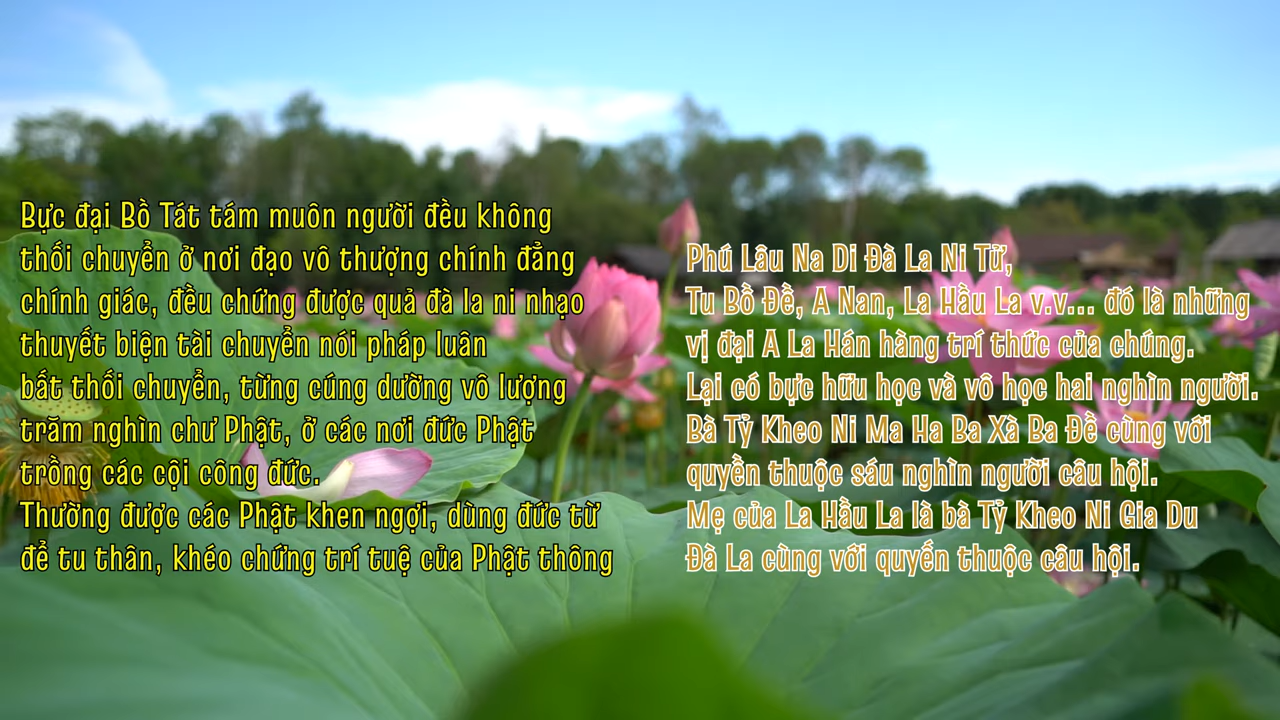 Bực đại Bồ Tát tám muôn người đều không
thối chuyển ở nơi đạo vô thượng chính đẳng
chính giác, đều chứng được quả đà la ni nhạo
thuyết biện tài chuyển nói pháp luân
bất thối chuyển, từng cúng dường vô lượng
trăm nghìn chư Phật, ở các nơi đức Phật
trồng các cội công đức.
Thường được các Phật khen ngợi, dùng đức từ
để tu thân, khéo chứng trí tuệ của Phật thông
Phú Lâu Na Di Đà La Ni Tử,
Tu Bồ Đề, A Nan, La Hầu La v.v... đó là những
vị đại A La Hán hàng trí thức của chúng.
Lại có bực hữu học và vô học hai nghìn người.
Bà Tỷ Kheo Ni Ma Ha Ba Xà Ba Đề cùng với
quyền thuộc sáu nghìn người câu hội.
Mẹ của La Hầu La là bà Tỷ Kheo Ni Gia Du
Đà La cùng với quyến thuộc câu hội.